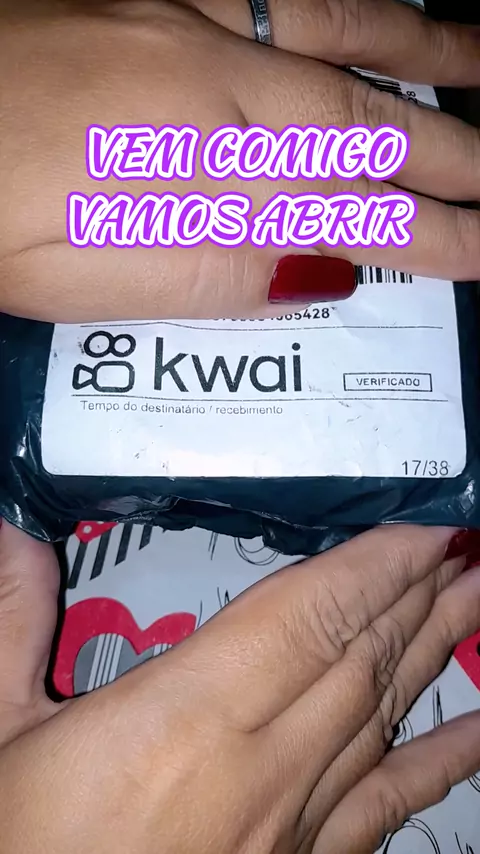 VEM COMIGO
VAMOS ABRIR
kwai
VERIFICADO
Tempo do destinatário / recebimento
17/38